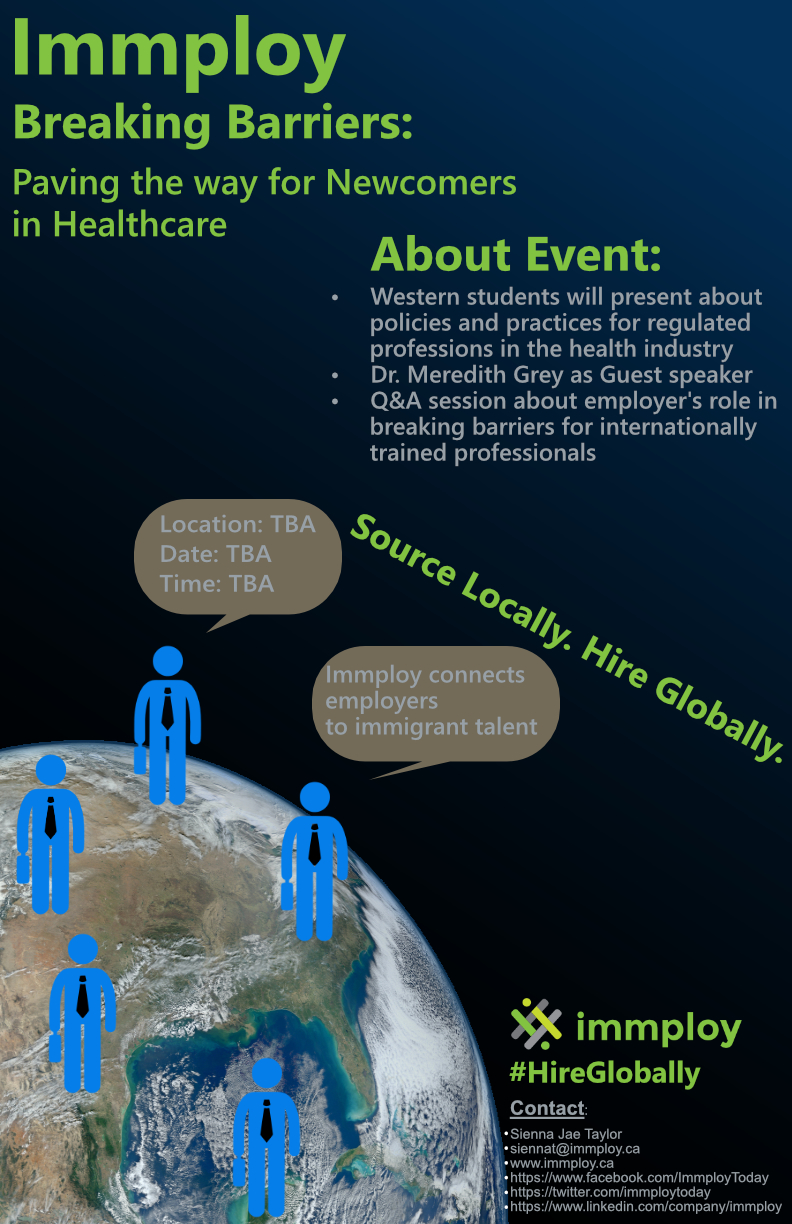 Immploy
Breaking Barriers:
Paving the way for Newcomers
in Healthcare
About Event:
• Western students will present about
policies and practices for regulated
professions in the health industry
• Dr. Meredith Grey as Guest speaker
• Q&A session about employer's role in
breaking barriers for internationally
trained professionals
Location: TBA
Date: TBA
Time: TBA
Source Locally. Hire Globally.
Immploy connects
employers
to immigrant talent
immploy
#HireGlobally
Contact:
•Sienna Jae Taylor
•siennat@immploy.ca
•www.immploy.ca
•https://www.facebook.com/ImmployToday
•https://twitter.com/immploytoday
•https://www.linkedin.com/company/immploy